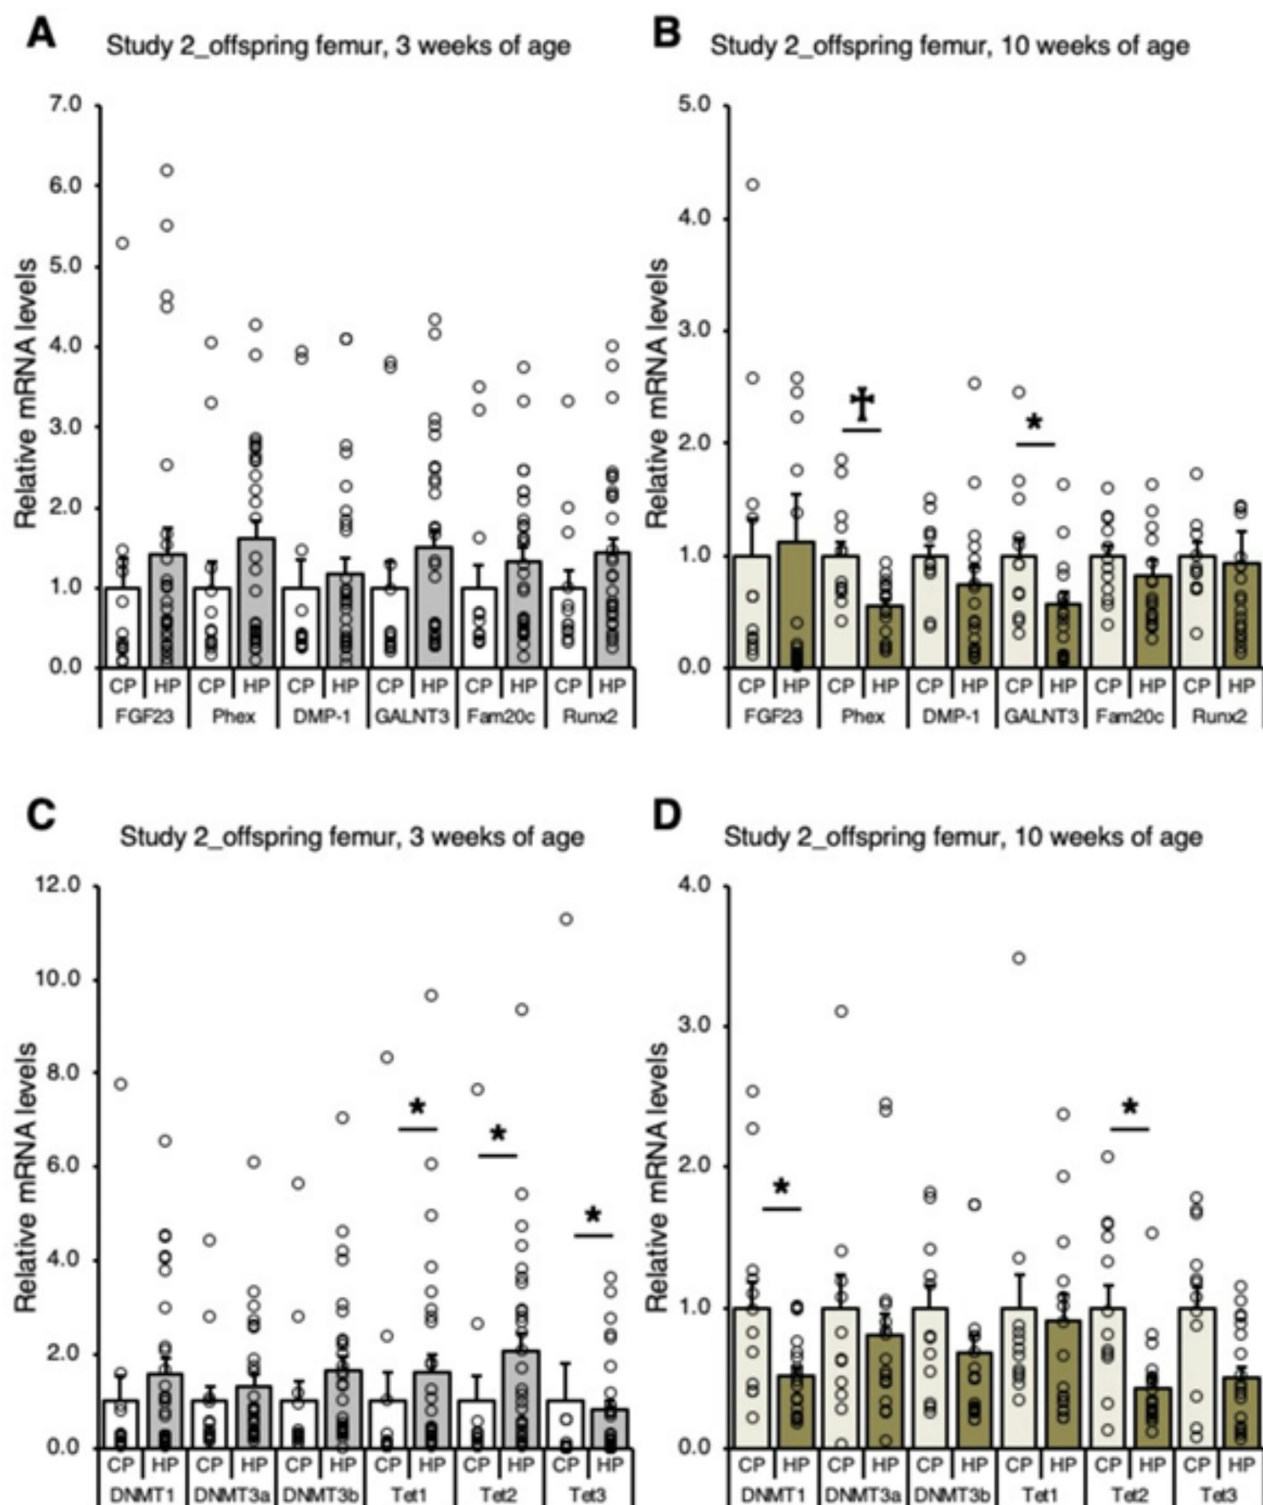 A
Study 2_offspring femur, 3 weeks of age
Relative mRNA levels
7.0
6.0
5.0
4.0
3.0
2.0
1.0
0.0
CP HP CP HP CP HP CP HP CP HP CP HP
FGF23 Phex DMP-1 GALNT3 Fam20c Runx2
B
Study 2_offspring femur, 10 weeks of age
Relative mRNA levels
5.0
4.0
3.0
2.0
1.0
0.0
✝
*
CP HP CP HP CP HP CP HP CP HP CP HP
FGF23 Phex DMP-1 GALNT3 Fam20c Runx2
C
Study 2_offspring femur, 3 weeks of age
Relative mRNA levels
12.0
10.0
8.0
6.0
4.0
2.0
0.0
*
*
*
CP HP CP HP CP HP CP HP CP HP CP HP
DNMT1 DNMT3a DNMT3b Tet1 Tet2 Tet3
D
Study 2_offspring femur, 10 weeks of age
Relative mRNA levels
4.0
3.0
2.0
1.0
0.0
*
*
CP HP CP HP CP HP CP HP CP HP CP HP
DNMT1 DNMT3a DNMT3b Tet1 Tet2 Tet3